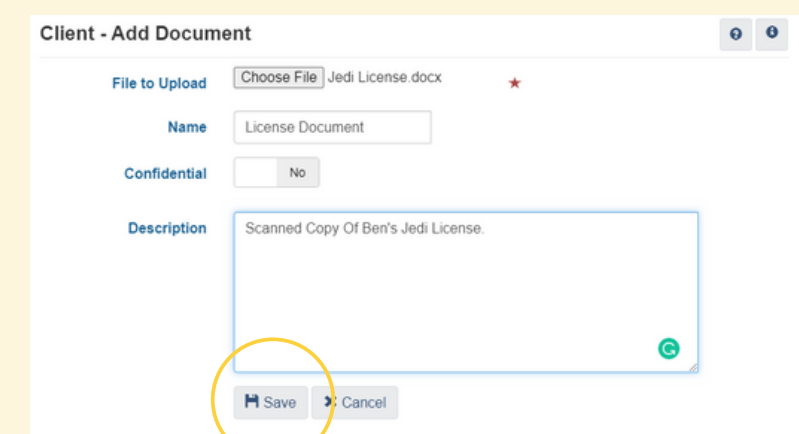 Client - Add Document
File to Upload Choose File Jedi License.docx
Name License Document
Confidential No
Description Scanned Copy Of Ben's Jedi License.
Save Cancel